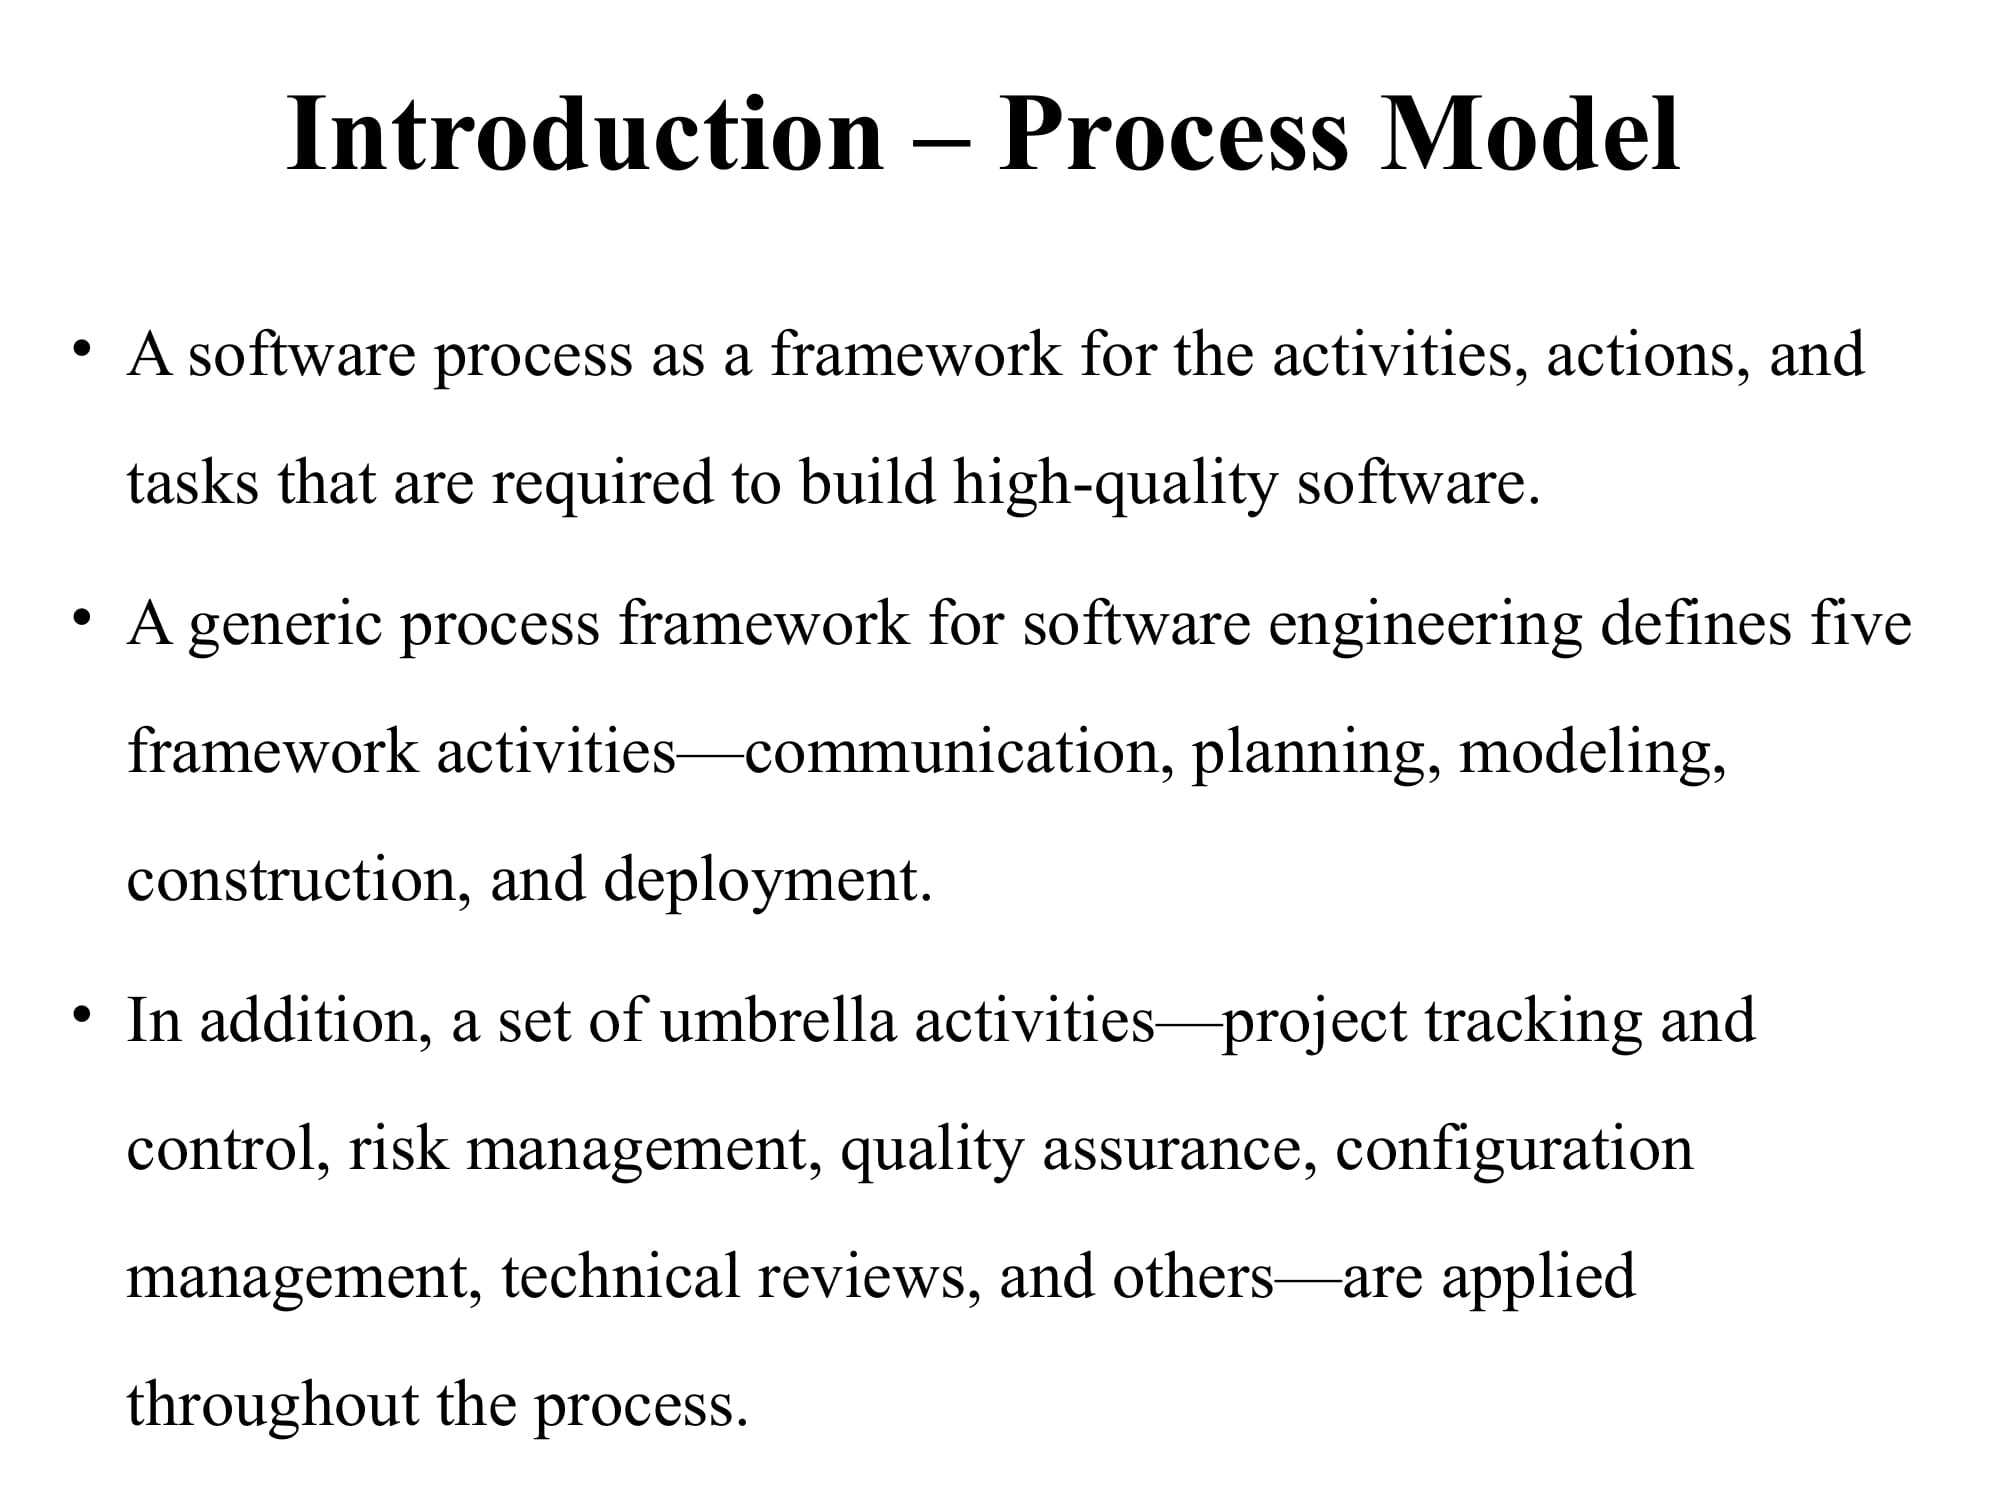 Introduction – Process Model
• A software process as a framework for the activities, actions, and
tasks that are required to build high-quality software.
• A generic process framework for software engineering defines five
framework activities—communication, planning, modeling,
construction, and deployment.
• In addition, a set of umbrella activities—project tracking and
control, risk management, quality assurance, configuration
management, technical reviews, and others—are applied
throughout the process.